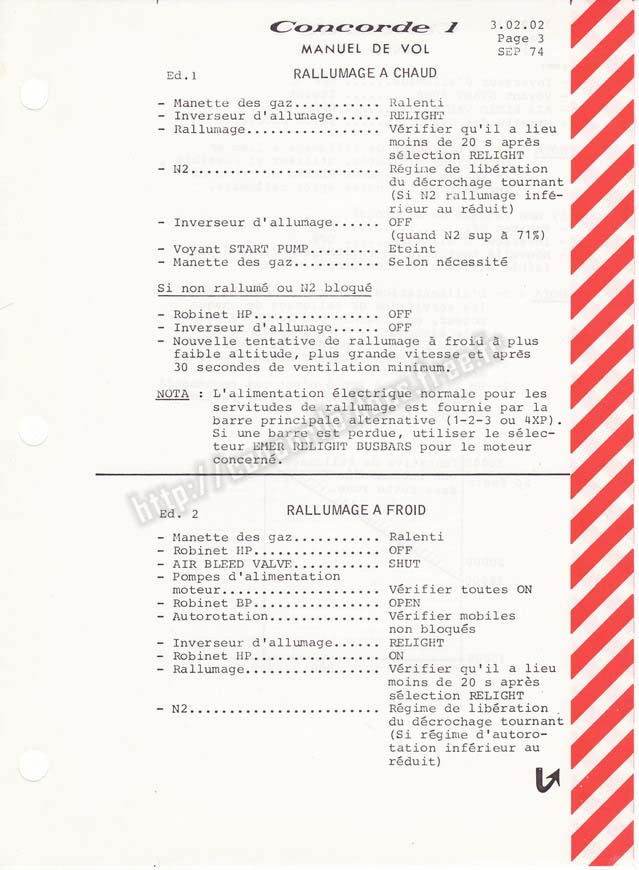 Concorde 1
3.02.02
Page 3
MANUEL DE VOL
SEP 74
Ed.1
RALLUMAGE A CHAUD
- Manette des gaz........... Ralenti
- Inverseur d'allumage...... RELIGHT
- Rallumage................. Vérifier qu'il a lieu
moins de 20 s après
sélection RELIGHT
- N2........................ Régime de libération
du décrochage tournant
(Si N2 rallumage infé-
rieur au réduit)
- Inverseur d'allumage...... OFF
(quand N2 sup à 71%)
- Voyant START PUMP......... Eteint
- Manette des gaz........... Selon nécessité
Si non rallumé ou N2 bloqué
- Robinet HP................ OFF
- Inverseur d'allumage...... OFF
- Nouvelle tentative de rallumage à froid à plus
faible altitude, plus grande vitesse et après
30 secondes de ventilation minimum.
NOTA : L'alimentation électrique normale pour les
servitudes de rallumage est fournie par la
barre principale alternative (1-2-3 ou 4XP).
Si une barre est perdue, utiliser le sélec-
teur EMER RELIGHT BUSBARS pour le moteur
concerné.
Ed. 2
RALLUMAGE A FROID
- Manette des gaz........... Ralenti
- Robinet HP................ OFF
- AIR BLEED VALVE........... SHUT
- Pompes d'alimentation
moteur.................... Vérifier toutes ON
- Robinet BP................ OPEN
- Autorotation.............. Vérifier mobiles
non bloqués
- Inverseur d'allumage...... RELIGHT
- Robinet HP................ ON
- Rallumage................. Vérifier qu'il a lieu
moins de 20 s après
sélection RELIGHT
- N2........................ Régime de libération
du décrochage tournant
(Si régime d'autoro-
tation inférieur au
réduit)